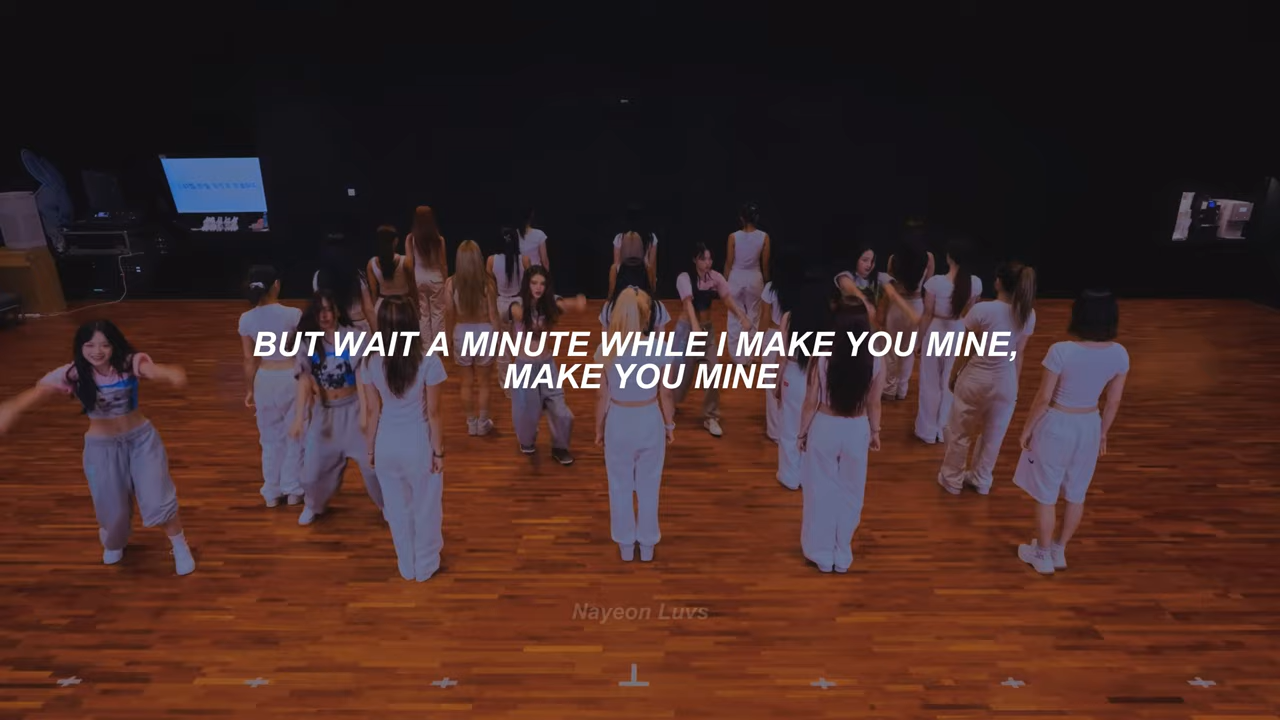 BUT WAIT A MINUTE WHILE I MAKE YOU MINE,
MAKE YOU MINE
Nayeon Luvs